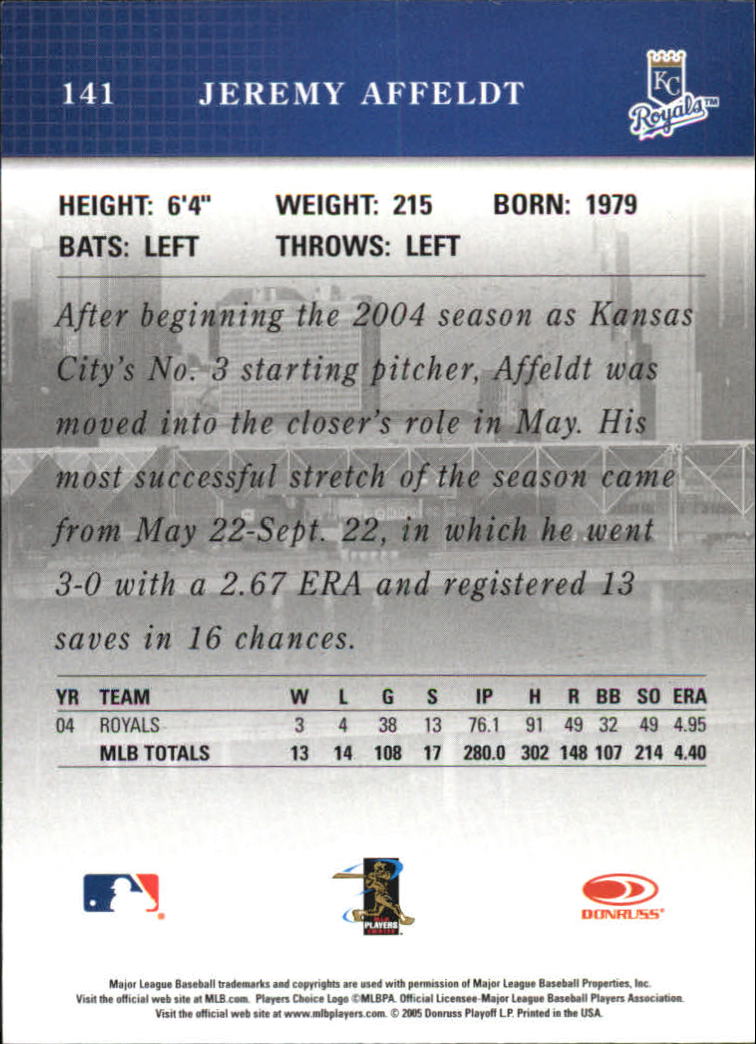 141 JEREMY AFFELDT
KC
Royals™
HEIGHT: 6'4" WEIGHT: 215 BORN: 1979
BATS: LEFT THROWS: LEFT
After beginning the 2004 season as Kansas
City's No. 3 starting pitcher, Affeldt was
moved into the closer's role in May. His
most successful stretch of the season came
from May 22-Sept. 22, in which he went
3-0 with a 2.67 ERA and registered 13
saves in 16 chances.
YR TEAM W L G S IP H R BB SO ERA
04 ROYALS 3 4 38 13 76.1 91 49 32 49 4.95
MLB TOTALS 13 14 108 17 280.0 302 148 107 214 4.40
MLB
PLAYERS
CHOICE
DONRUSS®
Major League Baseball trademarks and copyrights are used with permission of Major League Baseball Properties, Inc.
Visit the official web site at MLB.com. Players Choice Logo ©MLBPA. Official Licensee-Major League Baseball Players Association.
Visit the official web site at www.mlbplayers.com. © 2005 Donruss Playoff L.P. Printed in the USA.